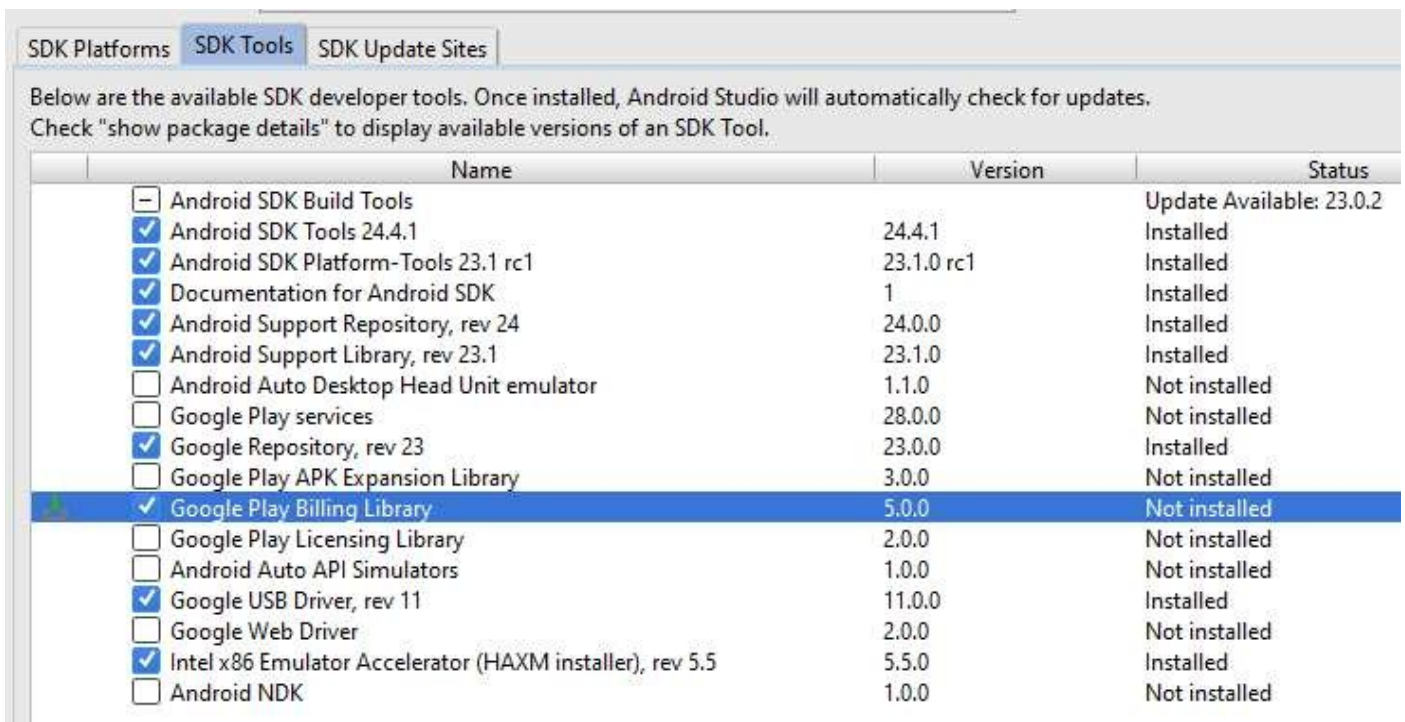 SDK Platforms SDK Tools SDK Update Sites
Below are the available SDK developer tools. Once installed, Android Studio will automatically check for updates.
Check "show package details" to display available versions of an SDK Tool.
Name Version Status
Android SDK Build Tools Update Available: 23.0.2
Android SDK Tools 24.4.1 24.4.1 Installed
Android SDK Platform-Tools 23.1 rc1 23.1.0 rc1 Installed
Documentation for Android SDK 1 Installed
Android Support Repository, rev 24 24.0.0 Installed
Android Support Library, rev 23.1 23.1.0 Installed
Android Auto Desktop Head Unit emulator 1.1.0 Not installed
Google Play services 28.0.0 Not installed
Google Repository, rev 23 23.0.0 Installed
Google Play APK Expansion Library 3.0.0 Not installed
Google Play Billing Library 5.0.0 Not installed
Google Play Licensing Library 2.0.0 Not installed
Android Auto API Simulators 1.0.0 Not installed
Google USB Driver, rev 11 11.0.0 Installed
Google Web Driver 2.0.0 Not installed
Intel x86 Emulator Accelerator (HAXM installer), rev 5.5 5.5.0 Installed
Android NDK 1.0.0 Not installed